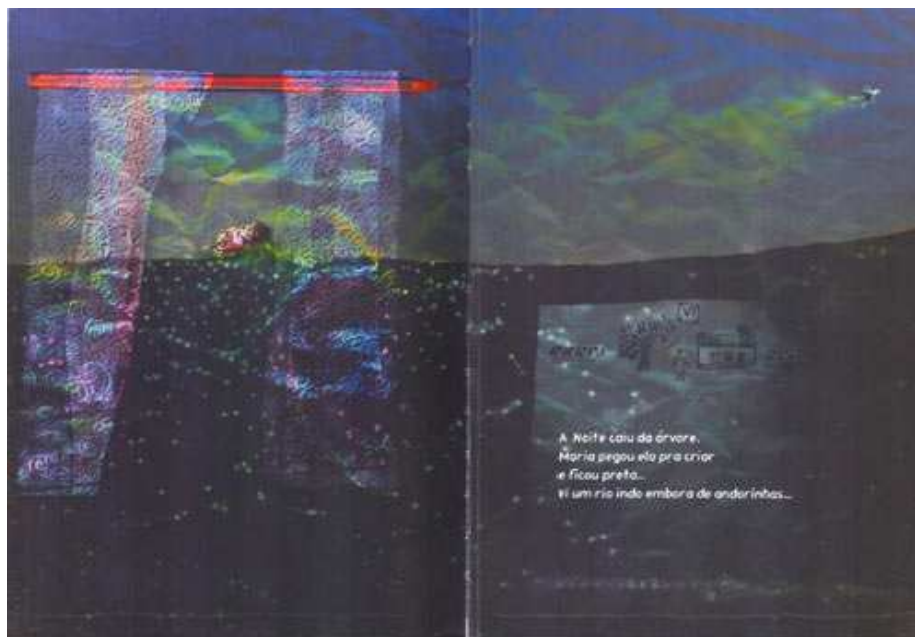 A Noite caiu da árvore.
Maria pegou ela pra criar
e ficou preta...
Vi um rio indo embora de andorinhas...